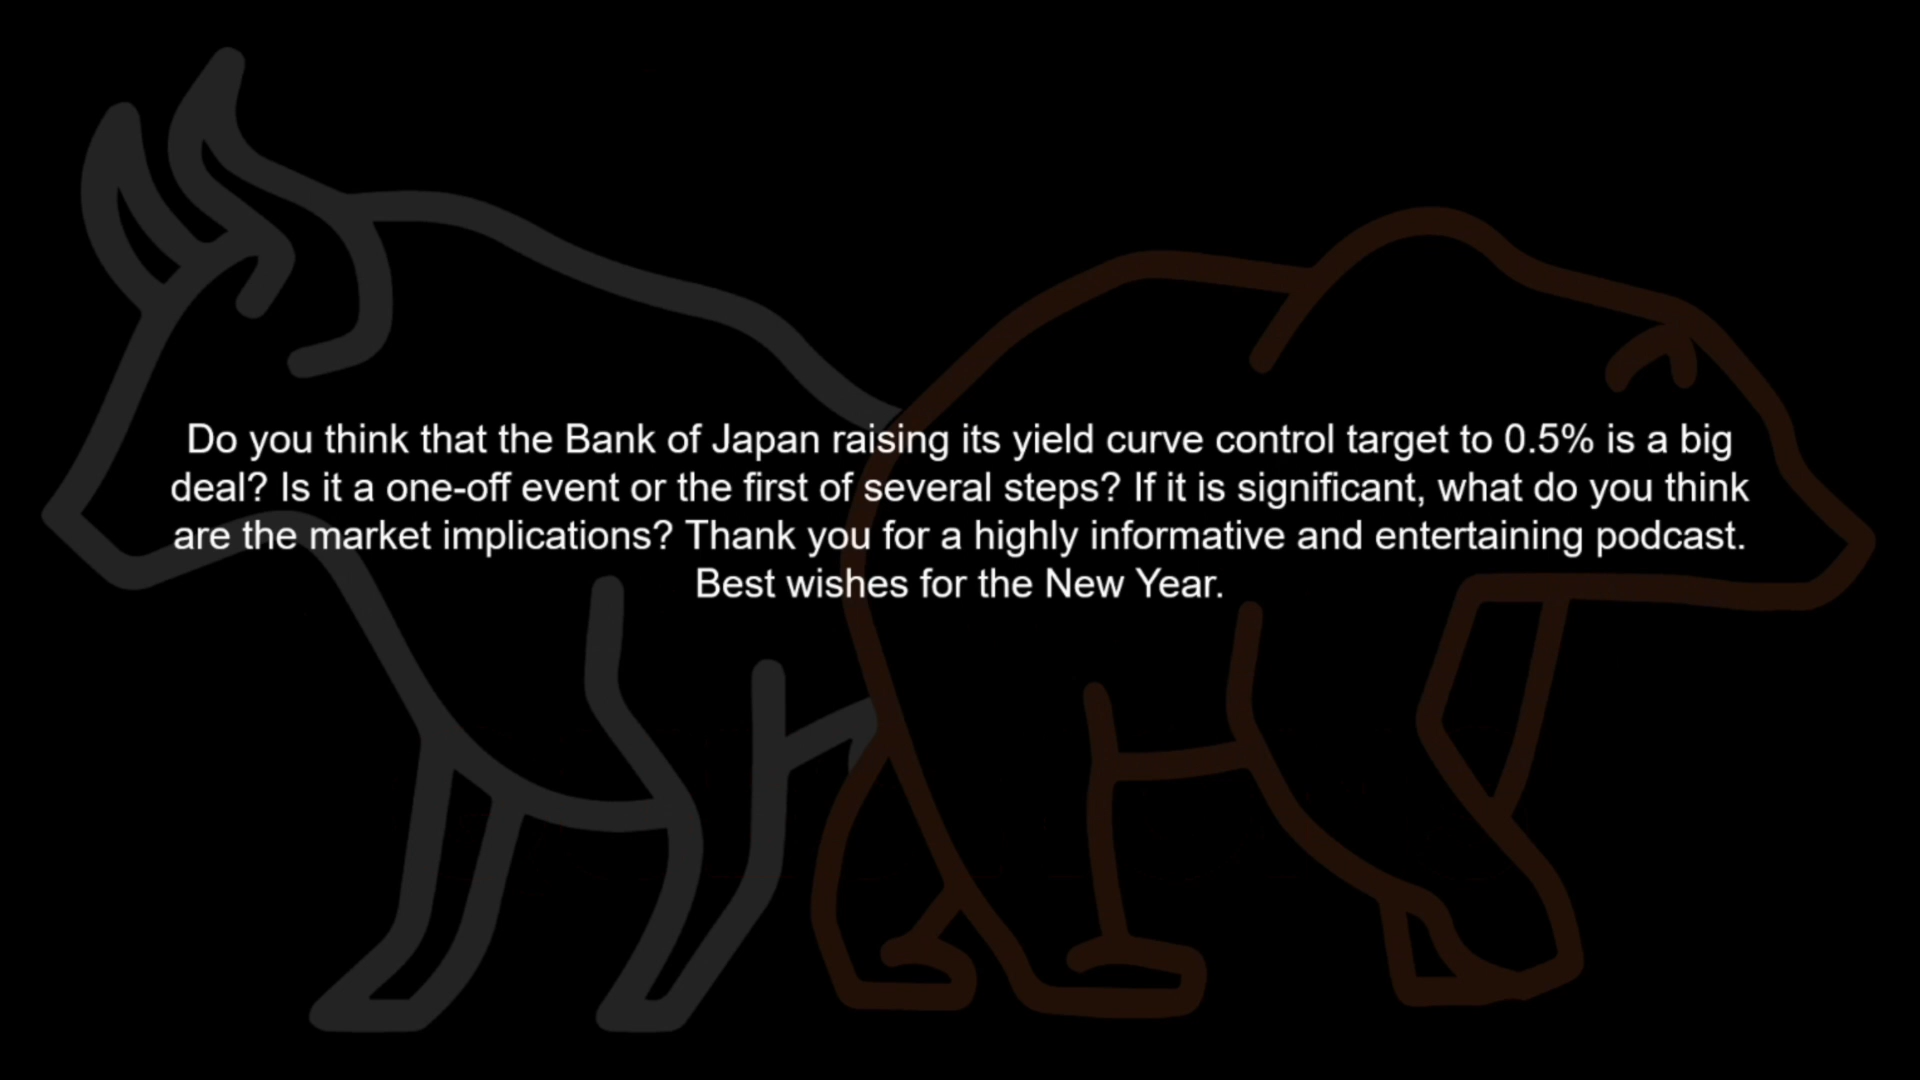 Do you think that the Bank of Japan raising its yield curve control target to 0.5% is a big
deal? Is it a one-off event or the first of several steps? If it is significant, what do you think
are the market implications? Thank you for a highly informative and entertaining podcast.
Best wishes for the New Year.